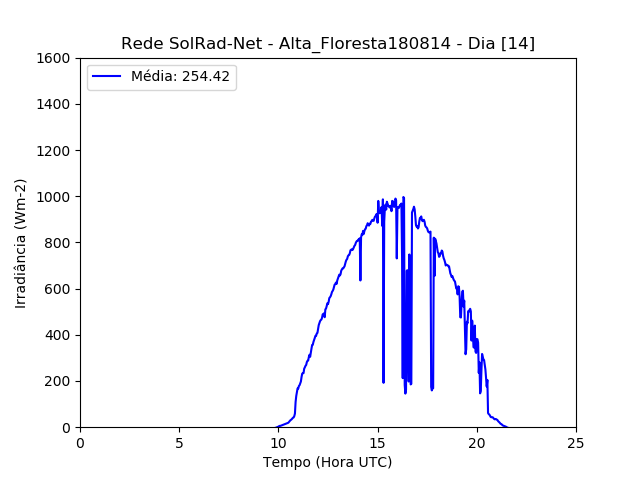 Rede SolRad-Net - Alta_Floresta180814 - Dia [14]
Média: 254.42
Irradiância (Wm-2)
1600
1400
1200
1000
800
600
400
200
0
0 5 10 15 20 25
Tempo (Hora UTC)